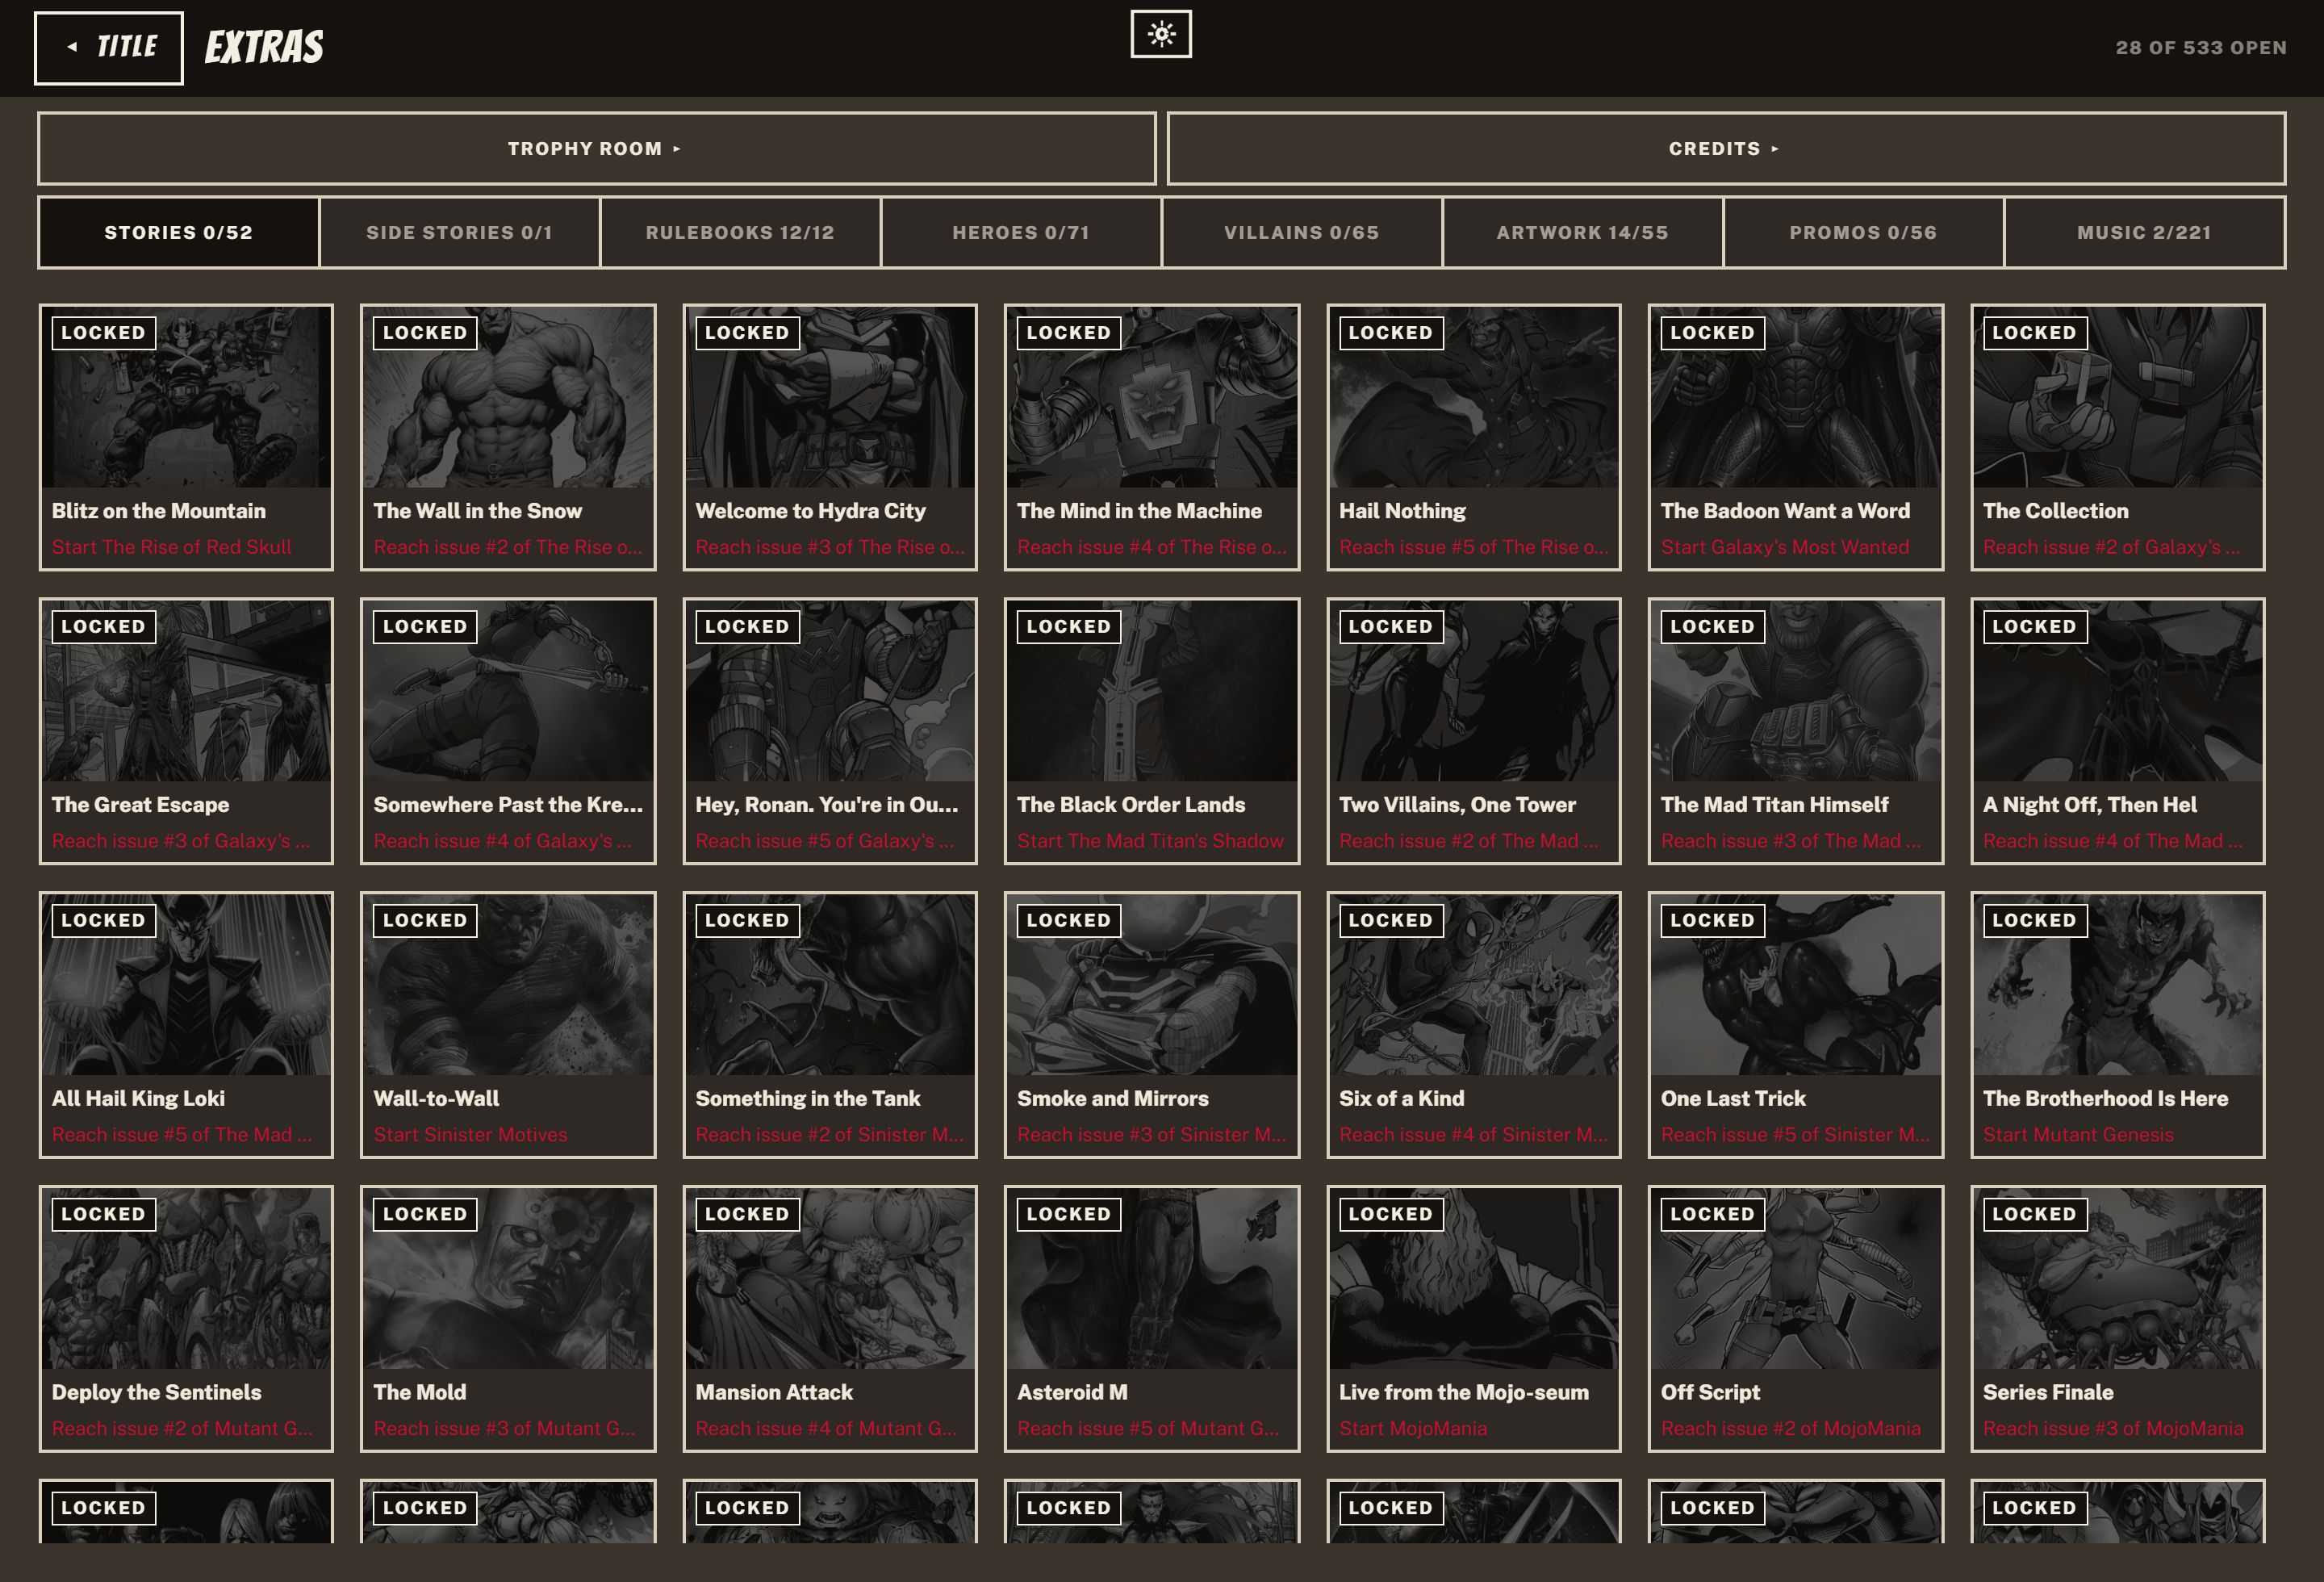 ◂ TITLE
EXTRAS
28 OF 533 OPEN
TROPHY ROOM ▸
CREDITS ▸
STORIES 0/52
SIDE STORIES 0/1
RULEBOOKS 12/12
HEROES 0/71
VILLAINS 0/65
ARTWORK 14/55
PROMOS 0/56
MUSIC 2/221
LOCKED
Blitz on the Mountain
Start The Rise of Red Skull
LOCKED
The Wall in the Snow
Reach issue #2 of The Rise o...
LOCKED
Welcome to Hydra City
Reach issue #3 of The Rise o...
LOCKED
The Mind in the Machine
Reach issue #4 of The Rise o...
LOCKED
Hail Nothing
Reach issue #5 of The Rise o...
LOCKED
The Badoon Want a Word
Start Galaxy's Most Wanted
LOCKED
The Collection
Reach issue #2 of Galaxy's ...
LOCKED
The Great Escape
Reach issue #3 of Galaxy's ...
LOCKED
Somewhere Past the Kre...
Reach issue #4 of Galaxy's ...
LOCKED
Hey, Ronan. You're in Ou...
Reach issue #5 of Galaxy's ...
LOCKED
The Black Order Lands
Start The Mad Titan's Shadow
LOCKED
Two Villains, One Tower
Reach issue #2 of The Mad ...
LOCKED
The Mad Titan Himself
Reach issue #3 of The Mad ...
LOCKED
A Night Off, Then Hel
Reach issue #4 of The Mad ...
LOCKED
All Hail King Loki
Reach issue #5 of The Mad ...
LOCKED
Wall-to-Wall
Start Sinister Motives
LOCKED
Something in the Tank
Reach issue #2 of Sinister M...
LOCKED
Smoke and Mirrors
Reach issue #3 of Sinister M...
LOCKED
Six of a Kind
Reach issue #4 of Sinister M...
LOCKED
One Last Trick
Reach issue #5 of Sinister M...
LOCKED
The Brotherhood Is Here
Start Mutant Genesis
LOCKED
Deploy the Sentinels
Reach issue #2 of Mutant G...
LOCKED
The Mold
Reach issue #3 of Mutant G...
LOCKED
Mansion Attack
Reach issue #4 of Mutant G...
LOCKED
Asteroid M
Reach issue #5 of Mutant G...
LOCKED
Live from the Mojo-seum
Start MojoMania
LOCKED
Off Script
Reach issue #2 of MojoMania
LOCKED
Series Finale
Reach issue #3 of MojoMania
LOCKED
LOCKED
LOCKED
LOCKED
LOCKED
LOCKED
LOCKED